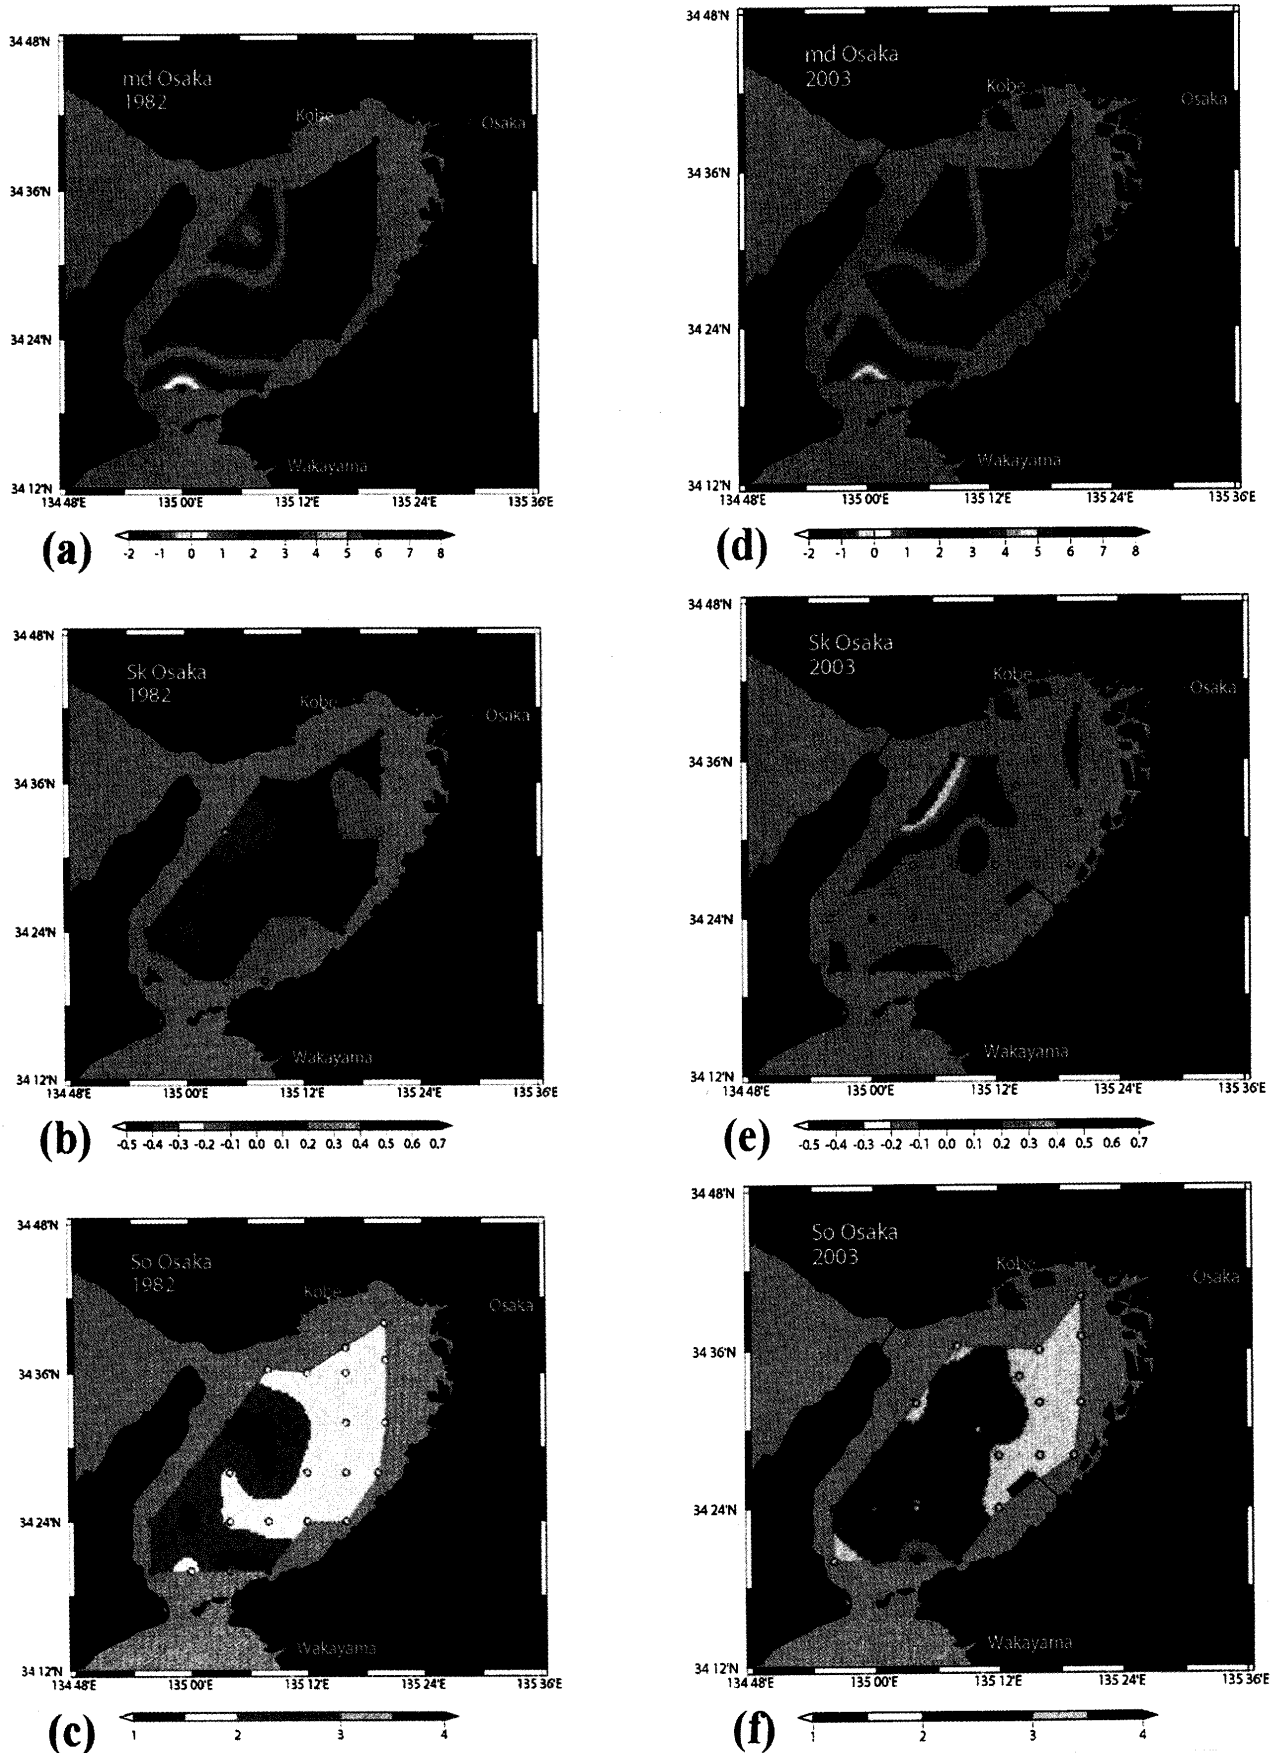 md Osaka
1982
Kobe
Osaka
Wakayama
34 48'N
34 36'N
34 24'N
34 12'N
134 48'E
135 00'E
135 12'E
135 24'E
135 36'E
(a)
-2 -1 0 1 2 3 4 5 6 7 8
md Osaka
2003
Kobe
Osaka
Wakayama
34 48'N
34 36'N
34 24'N
34 12'N
134 48'E
135 00'E
135 12'E
135 24'E
135 36'E
(d)
-2 -1 0 1 2 3 4 5 6 7 8
Sk Osaka
1982
Kobe
Osaka
Wakayama
34 48'N
34 36'N
34 24'N
34 12'N
134 48'E
135 00'E
135 12'E
135 24'E
135 36'E
(b)
-0.5 -0.4 -0.3 -0.2 -0.1 0.0 0.1 0.2 0.3 0.4 0.5 0.6 0.7
Sk Osaka
2003
Kobe
Osaka
Wakayama
34 48'N
34 36'N
34 24'N
34 12'N
134 48'E
135 00'E
135 12'E
135 24'E
135 36'E
(e)
-0.5 -0.4 -0.3 -0.2 -0.1 0.0 0.1 0.2 0.3 0.4 0.5 0.6 0.7
So Osaka
1982
Kobe
Osaka
Wakayama
34 48'N
34 36'N
34 24'N
34 12'N
134 48'E
135 00'E
135 12'E
135 24'E
135 36'E
(c)
1 2 3 4
So Osaka
2003
Kobe
Osaka
Wakayama
34 48'N
34 36'N
34 24'N
34 12'N
134 48'E
135 00'E
135 12'E
135 24'E
135 36'E
(f)
1 2 3 4